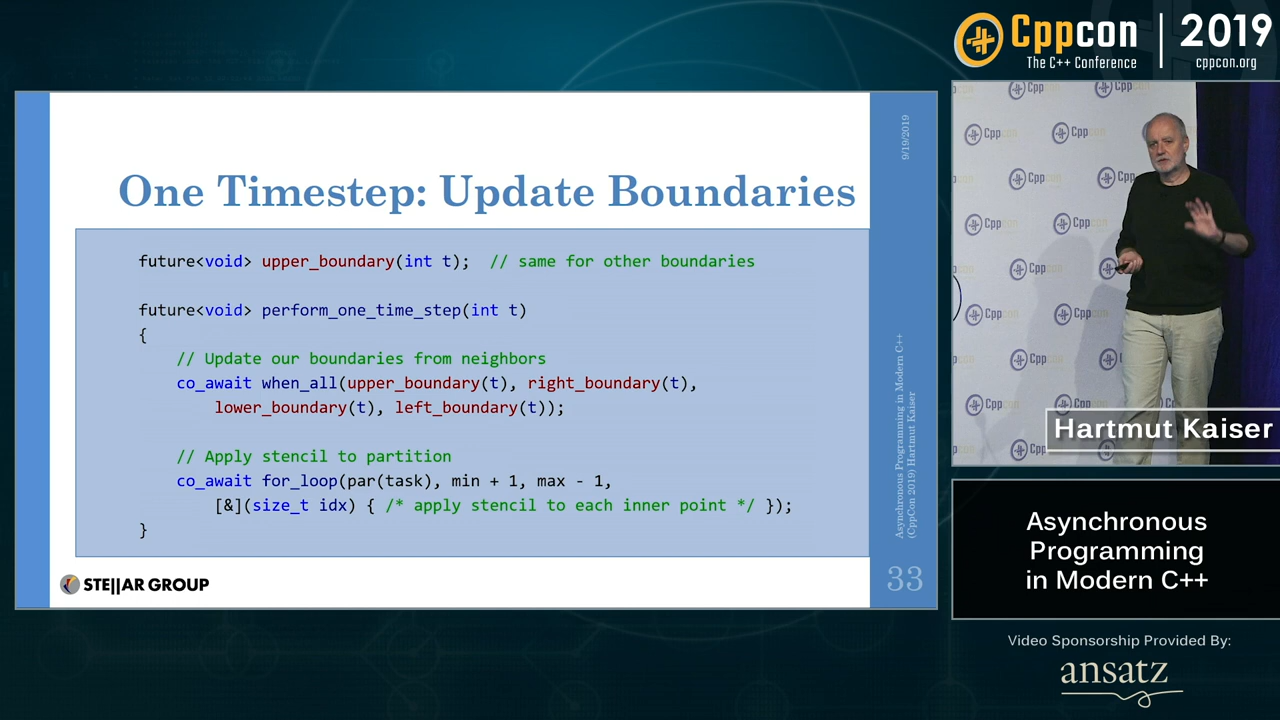 Cppcon | 2019
The C++ Conference
cppcon.org
9/19/2019
One Timestep: Update Boundaries
future<void> upper_boundary(int t);  // same for other boundaries
future<void> perform_one_time_step(int t)
{
// Update our boundaries from neighbors
co_await when_all(upper_boundary(t), right_boundary(t),
lower_boundary(t), left_boundary(t));
// Apply stencil to partition
co_await for_loop(par(task), min + 1, max - 1,
[&](size_t idx) { /* apply stencil to each inner point */ });
}
Asynchronous Programming in Modern C++
(CppCon 2019) Hartmut Kaiser
33
STE||AR GROUP
Hartmut Kaiser
Asynchronous
Programming
in Modern C++
Video Sponsorship Provided By:
ansatz